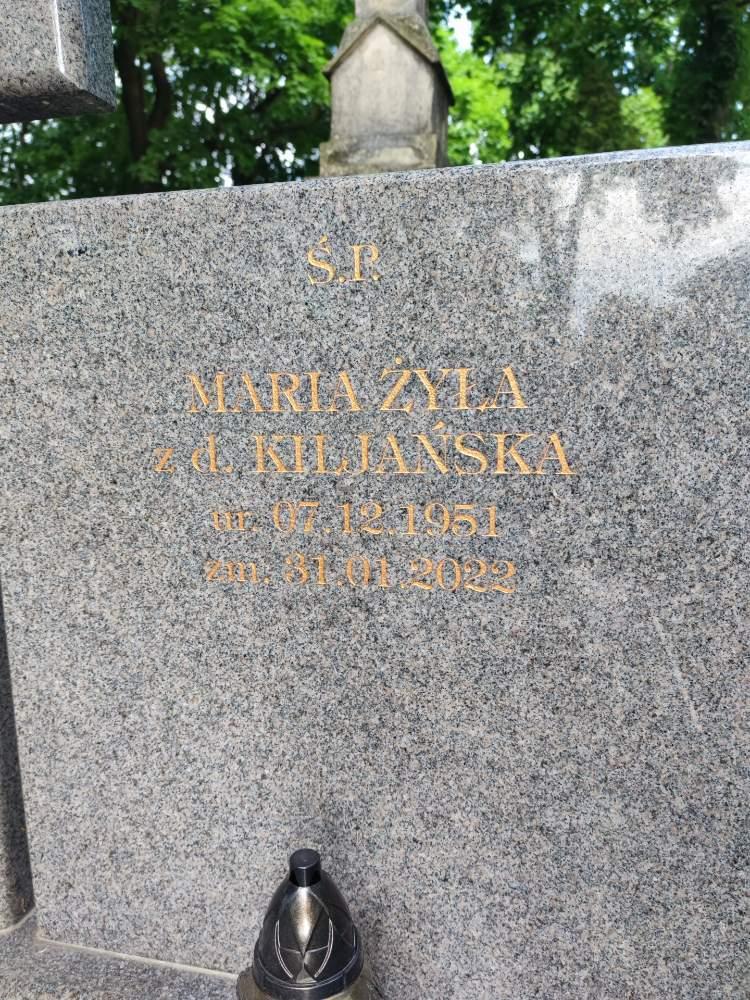 Ś.P.
MARIA ŻYŁA
z d. KILJAŃSKA
ur. 07.12.1951
zm. 31.01.2022